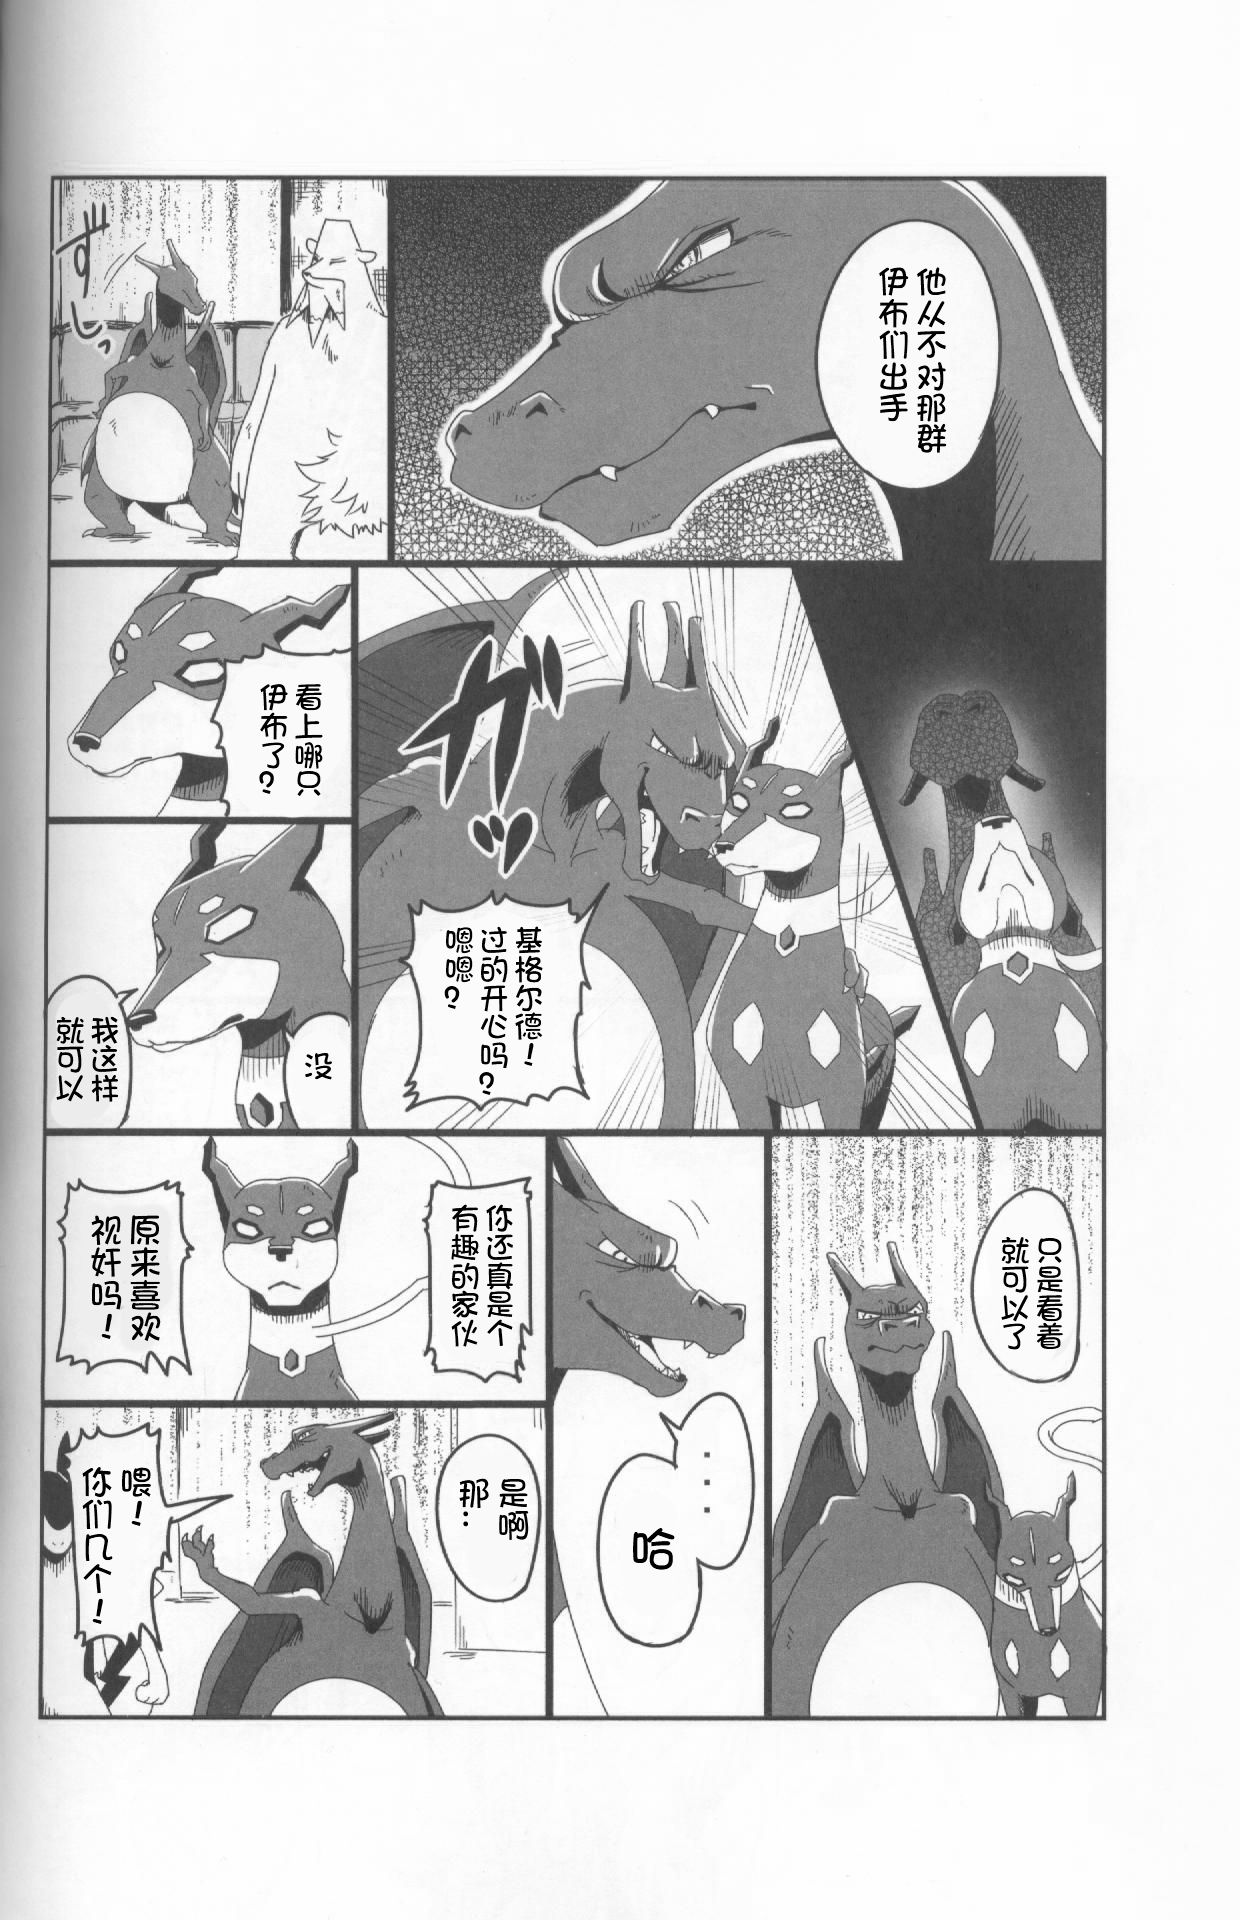 他从不对那群
伊布们出手
ずしっ
ガバッ
基格尔德！
过的开心吗？
嗯嗯？
看上哪只
伊布了？
没
我这样
就可以
只是看着
就可以了
...
哈
你还真是个
有趣的家伙
原来喜欢
视奸吗！
是啊
那..
喂！
你们几个！